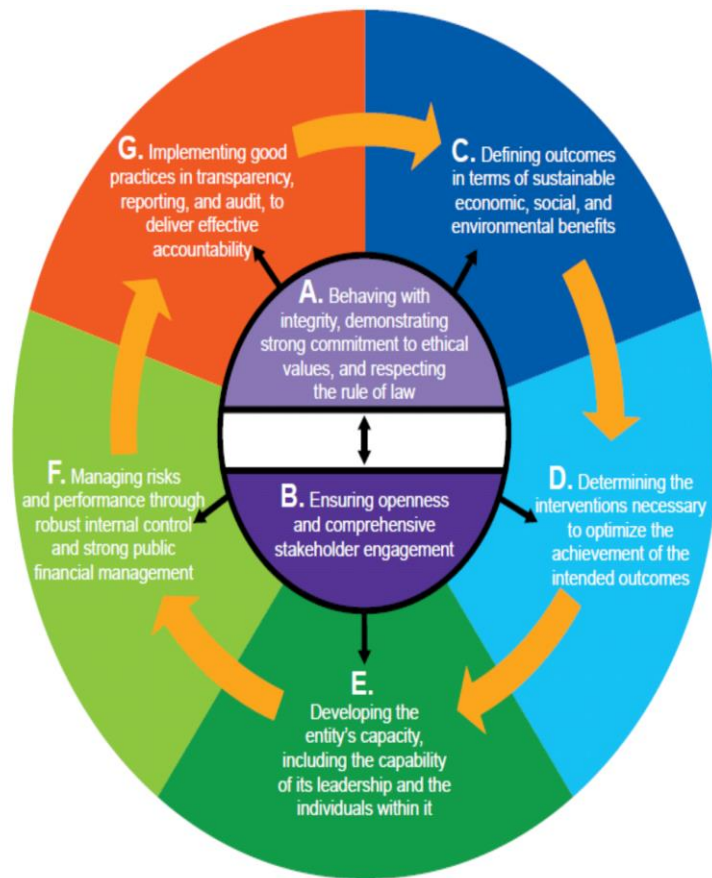 G. Implementing good
practices in transparency,
reporting, and audit, to
deliver effective
accountability
C. Defining outcomes
in terms of sustainable
economic, social, and
environmental benefits
A. Behaving with
integrity, demonstrating
strong commitment to ethical
values, and respecting
the rule of law
B. Ensuring openness
and comprehensive
stakeholder engagement
D. Determining the
interventions necessary
to optimize the
achievement of the
intended outcomes
E.
Developing the
entity's capacity,
including the capability
of its leadership and the
individuals within it
F. Managing risks
and performance through
robust internal control
and strong public
financial management